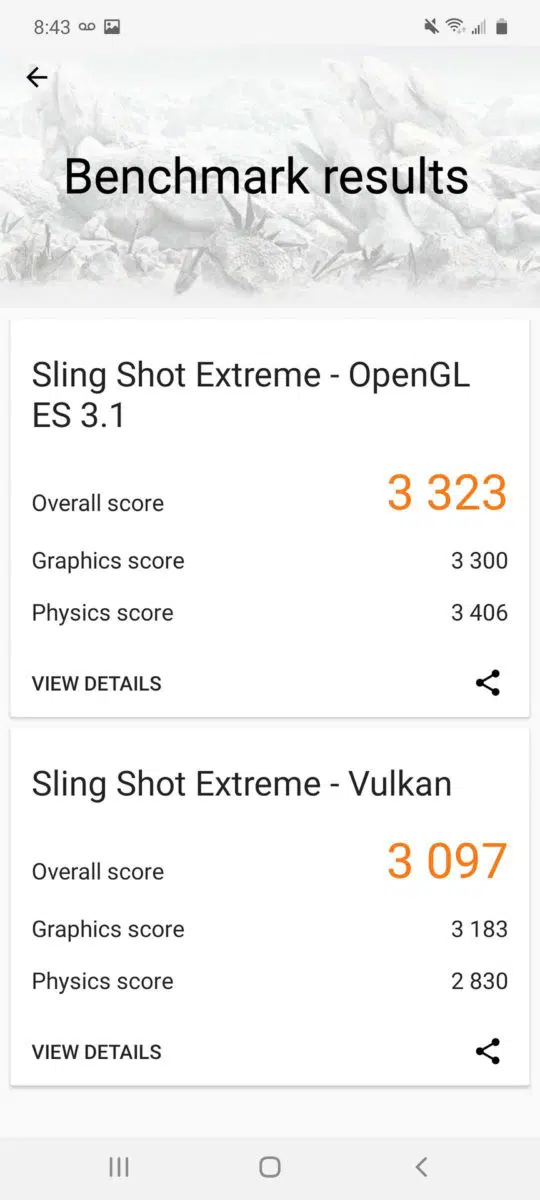 8:43
Benchmark results
Sling Shot Extreme - OpenGL
ES 3.1
Overall score 3 323
Graphics score 3 300
Physics score 3 406
VIEW DETAILS
Sling Shot Extreme - Vulkan
Overall score 3 097
Graphics score 3 183
Physics score 2 830
VIEW DETAILS